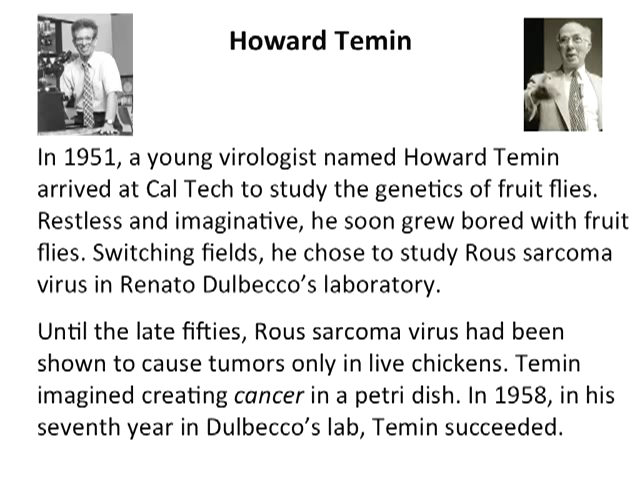 Howard Temin
In 1951, a young virologist named Howard Temin
arrived at Cal Tech to study the genetics of fruit flies.
Restless and imaginative, he soon grew bored with fruit
flies. Switching fields, he chose to study Rous sarcoma
virus in Renato Dulbecco’s laboratory.
Until the late fifties, Rous sarcoma virus had been
shown to cause tumors only in live chickens. Temin
imagined creating cancer in a petri dish. In 1958, in his
seventh year in Dulbecco’s lab, Temin succeeded.